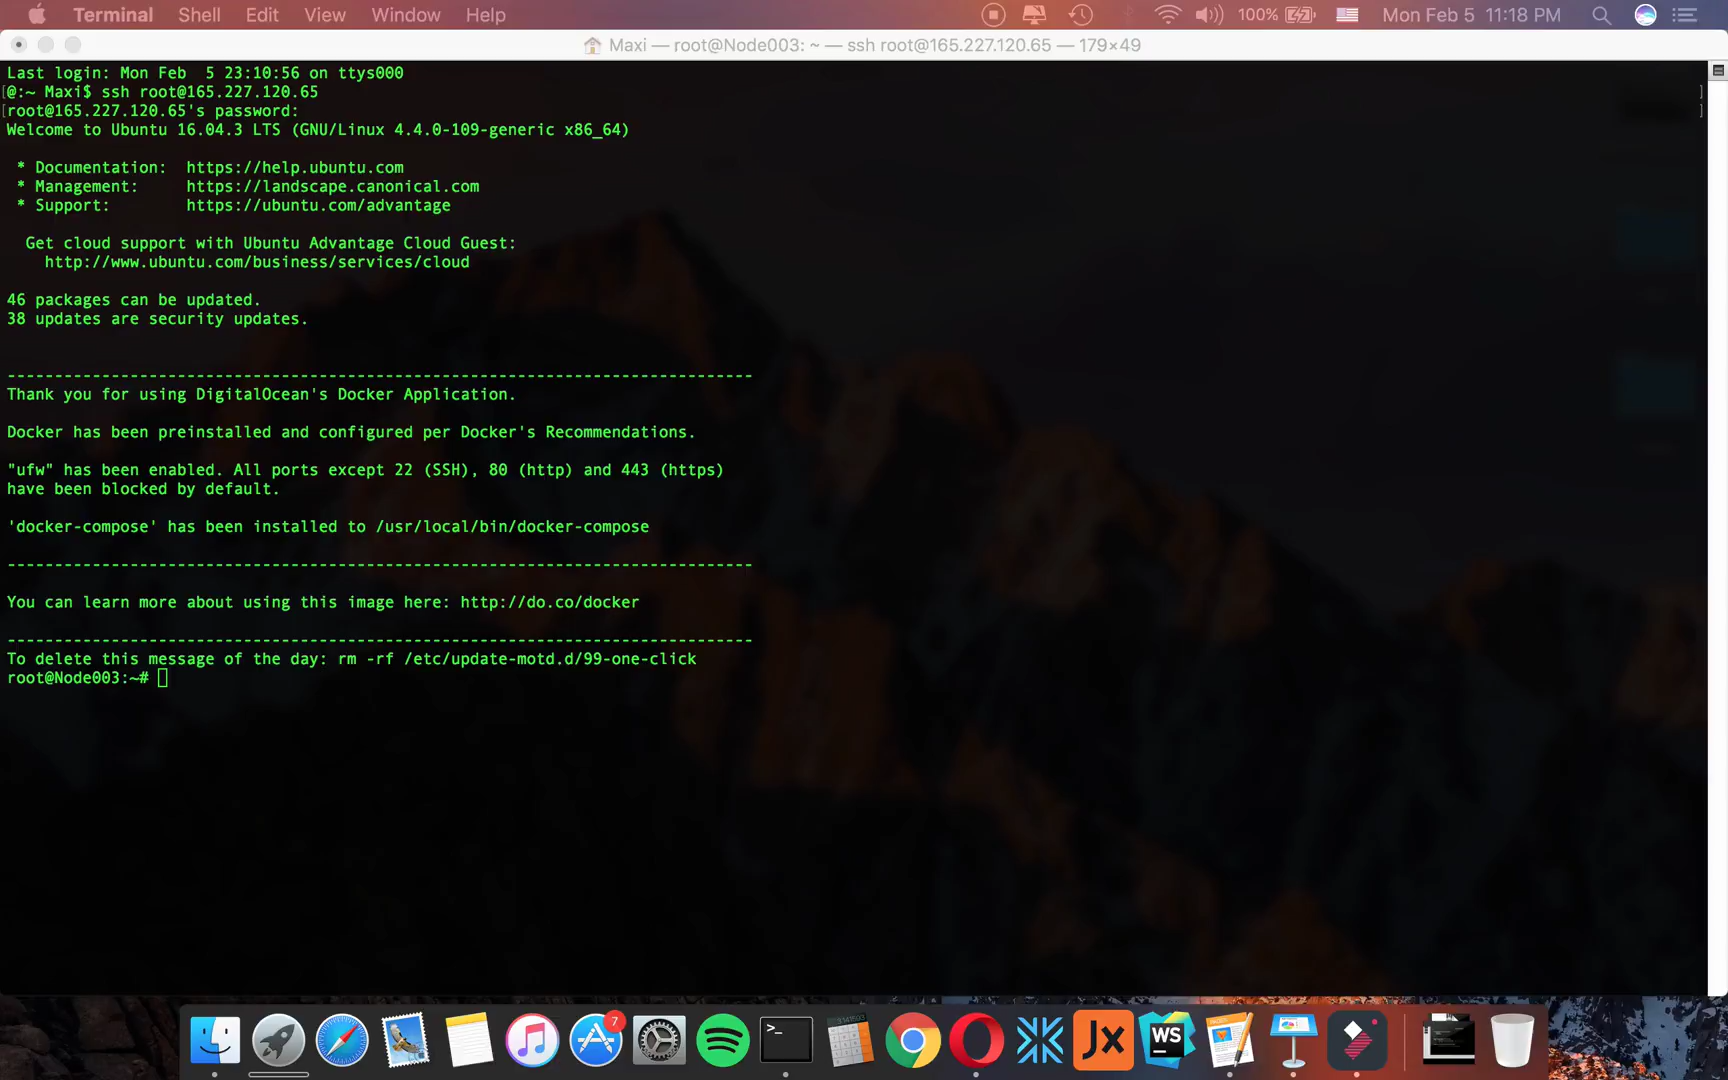 Terminal Shell Edit View Window Help 100% Mon Feb 5 11:18 PM
Maxi — root@Node003: ~ — ssh root@165.227.120.65 — 179×49
Last login: Mon Feb  5 23:10:56 on ttys000
[@:~ Maxi$ ssh root@165.227.120.65 ]
[root@165.227.120.65's password: ]
Welcome to Ubuntu 16.04.3 LTS (GNU/Linux 4.4.0-109-generic x86_64)
* Documentation:  https://help.ubuntu.com
* Management:     https://landscape.canonical.com
* Support:        https://ubuntu.com/advantage
Get cloud support with Ubuntu Advantage Cloud Guest:
http://www.ubuntu.com/business/services/cloud
46 packages can be updated.
38 updates are security updates.
-------------------------------------------------------------------------------
Thank you for using DigitalOcean's Docker Application.
Docker has been preinstalled and configured per Docker's Recommendations.
"ufw" has been enabled. All ports except 22 (SSH), 80 (http) and 443 (https)
have been blocked by default.
'docker-compose' has been installed to /usr/local/bin/docker-compose
-------------------------------------------------------------------------------
You can learn more about using this image here: http://do.co/docker
-------------------------------------------------------------------------------
To delete this message of the day: rm -rf /etc/update-motd.d/99-one-click
root@Node003:~#
7
>_
JX
WS